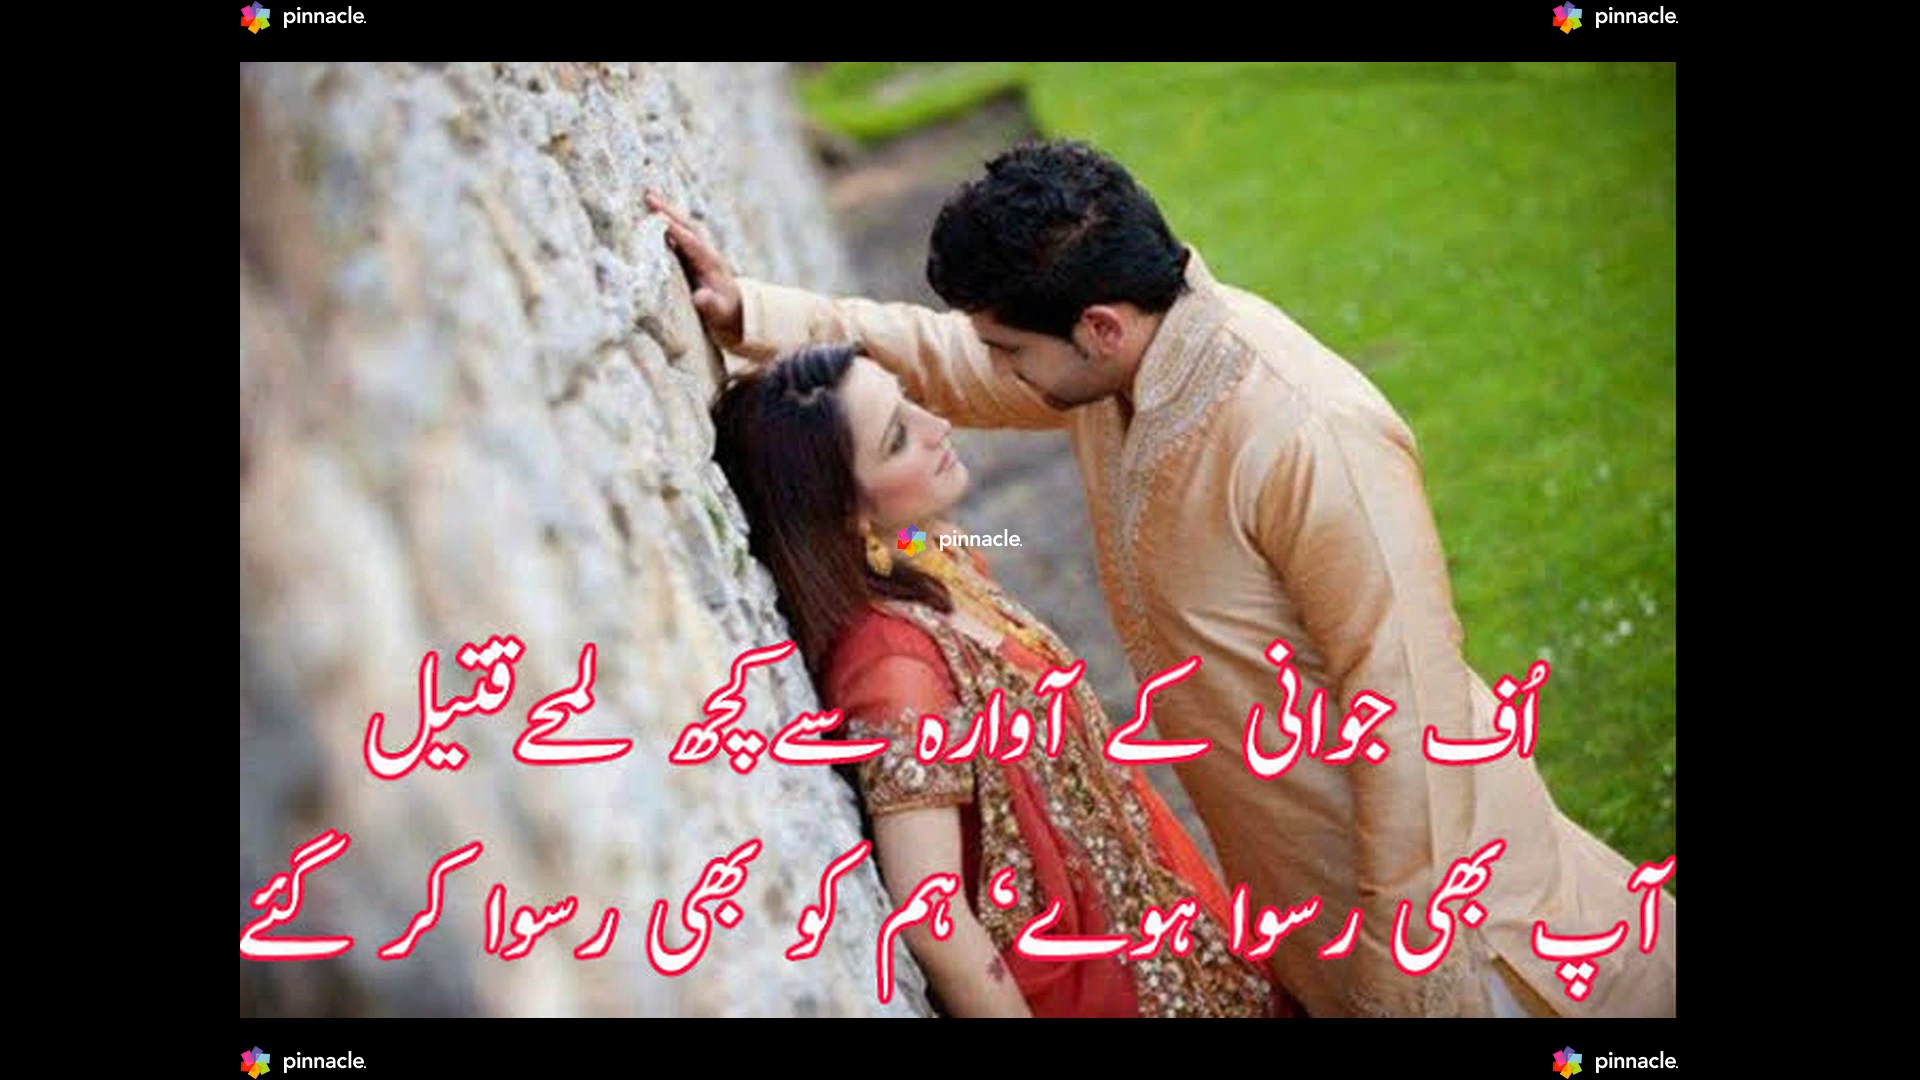 pinnacle.
pinnacle.
pinnacle.
اُف جوانی کے آوارہ سے کچھ لمحے قتیل
آپ بھی رسوا ہوے، ہم کو بھی رسوا کر گئے
pinnacle.
pinnacle.